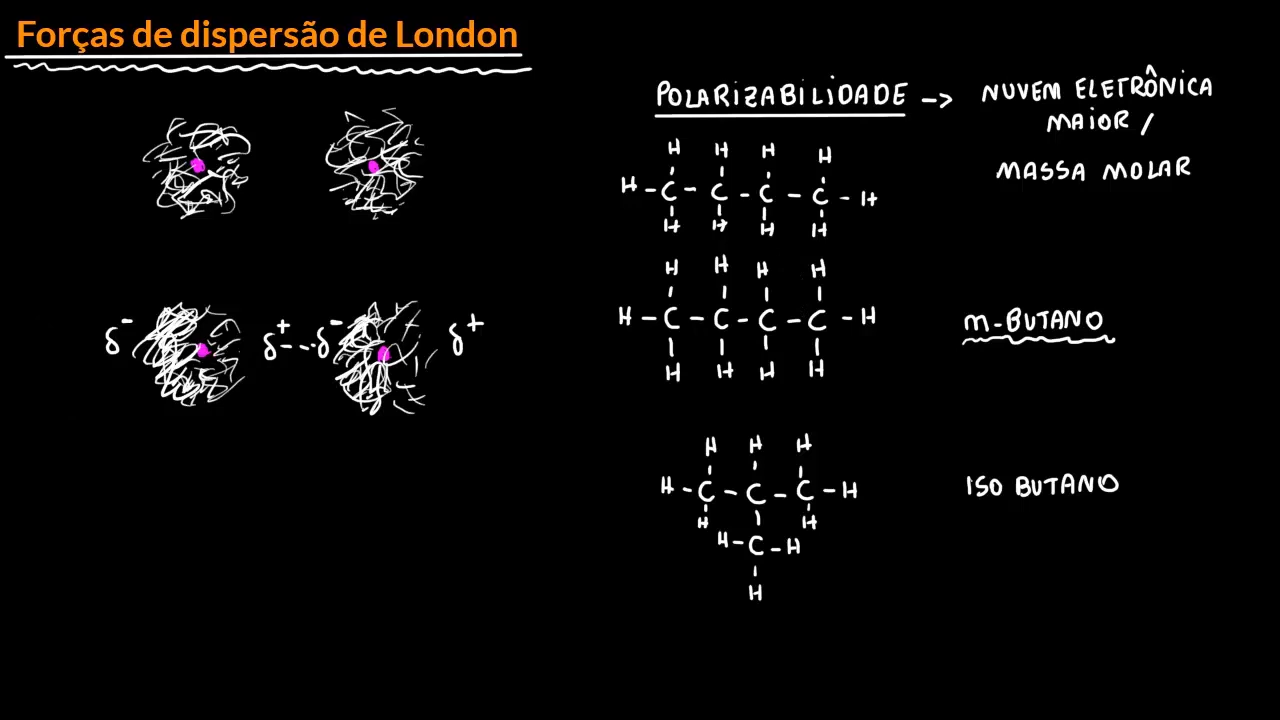 Forças de dispersão de London
POLARIZABILIDADE -> NUVEM ELETRÔNICA
MAIOR /
MASSA MOLAR
H H H H
H - C - C - C - C - H
H H H H
H H H H
H - C - C - C - C - H
H H H H
n-BUTANO
δ- δ+ --- δ- δ+
H H H
H - C - C - C - H
H H
H - C - H
H
ISO BUTANO